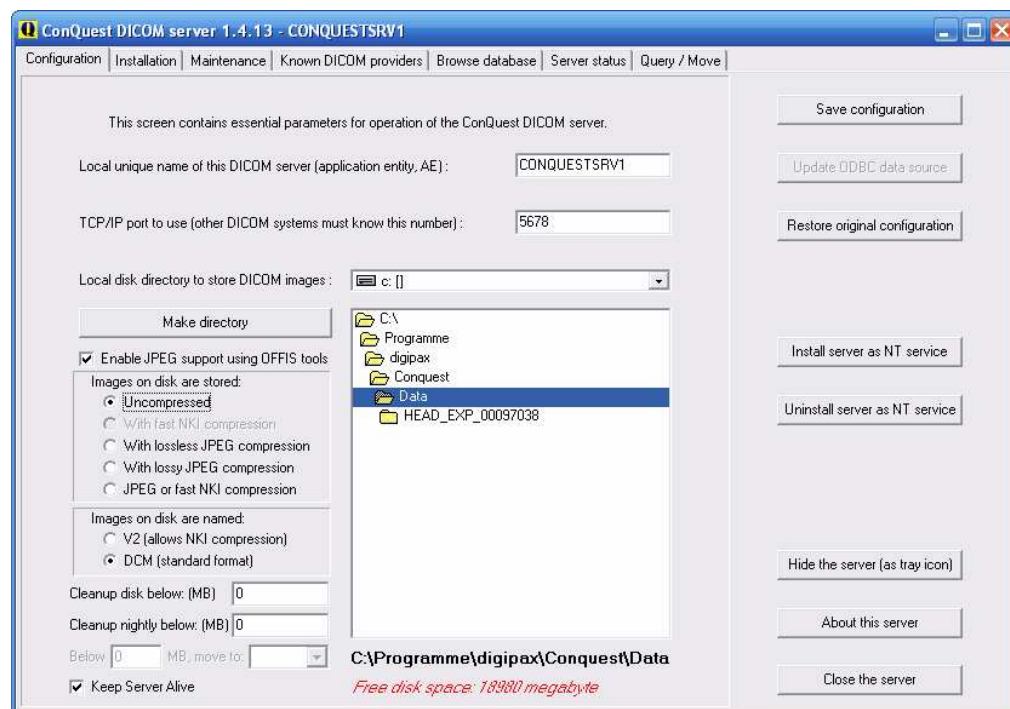 ConQuest DICOM server 1.4.13 - CONQUESTSRV1
Configuration Installation Maintenance Known DICOM providers Browse database Server status Query / Move
This screen contains essential parameters for operation of the ConQuest DICOM server.
Local unique name of this DICOM server (application entity, AE) : CONQUESTSRV1
TCP/IP port to use (other DICOM systems must know this number) : 5678
Local disk directory to store DICOM images : c: []
Make directory
Enable JPEG support using OFFIS tools
Images on disk are stored:
Uncompressed
With fast NKI compression
With lossless JPEG compression
With lossy JPEG compression
JPEG or fast NKI compression
Images on disk are named:
V2 (allows NKI compression)
DCM (standard format)
Cleanup disk below: (MB) 0
Cleanup nightly below: (MB) 0
Below 0 MB, move to:
Keep Server Alive
C:\
Programme
digipax
Conquest
Data
HEAD_EXP_00097038
C:\Programme\digipax\Conquest\Data
Free disk space: 18980 megabyte
Save configuration
Update ODBC data source
Restore original configuration
Install server as NT service
Uninstall server as NT service
Hide the server (as tray icon)
About this server
Close the server